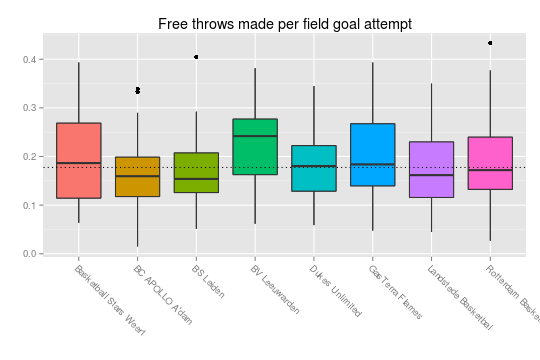 Free throws made per field goal attempt
0.4
0.3
0.2
0.1
0.0
Basketball Stars Weert
BC APOLLO A'dam
BS Leiden
BV Leeuwarden
Dukes Unlimited
GasTerra Flames
Landstede Basketbal
Rotterdam Baske